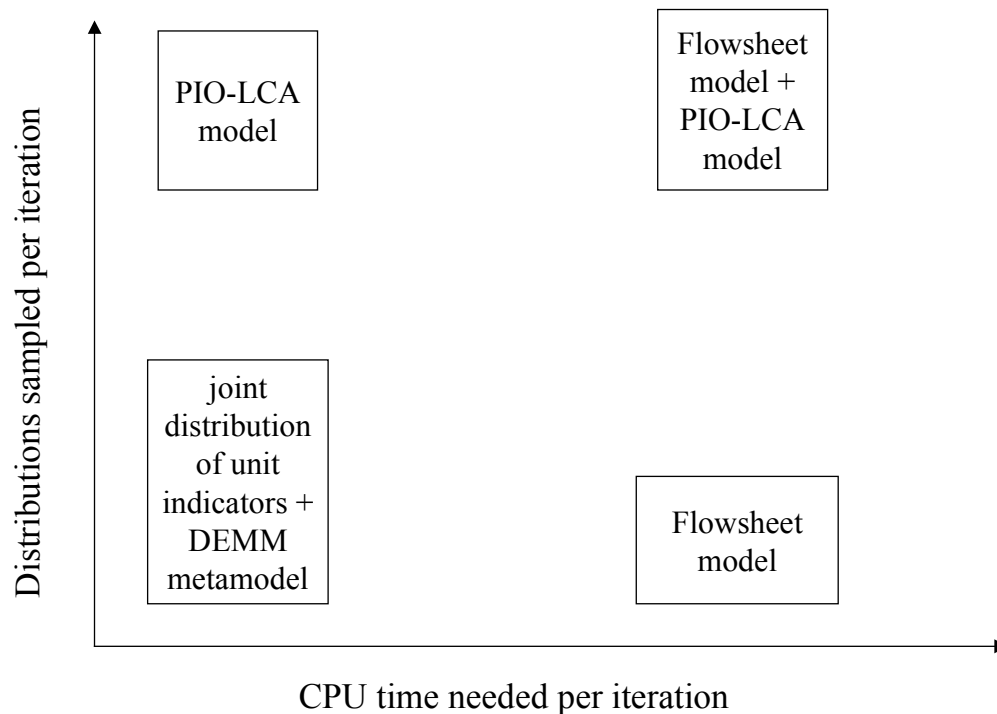 Distributions sampled per iteration
PIO-LCA
model
Flowsheet
model +
PIO-LCA
model
joint
distribution
of unit
indicators +
DEMM
metamodel
Flowsheet
model
CPU time needed per iteration